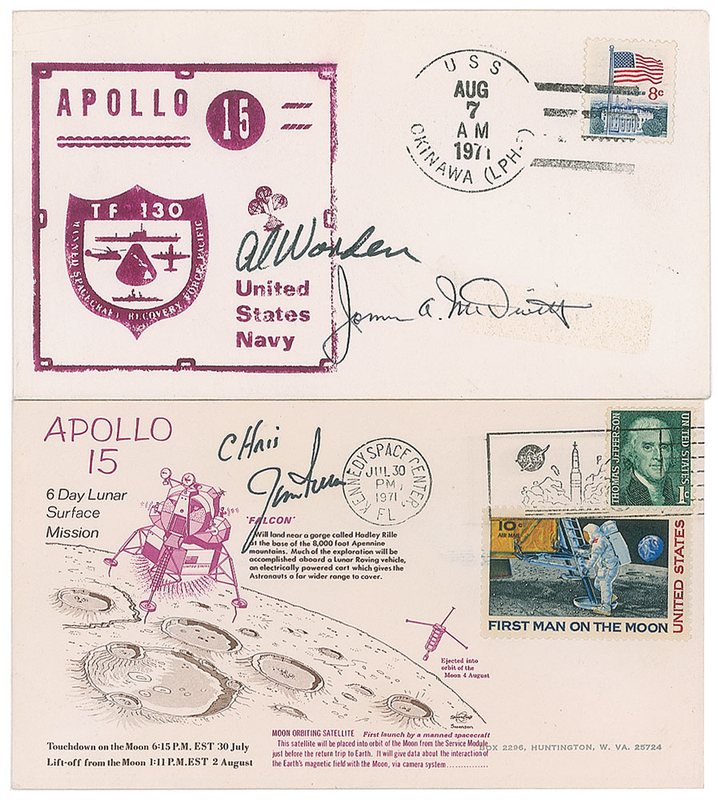 APOLLO 15
TF 130
MANNED SPACECRAFT RECOVERY FORCE, PACIFIC
United
States
Navy
Al Worden
James A. McDivitt
USS
AUG
7
AM
1971
OKINAWA (LPH-3)
8c
APOLLO
15
6 Day Lunar
Surface
Mission
Chris
Jim Irwin
KENNEDY SPACE CENTER,
JUL 30
PM
1971
FL
NASA
THOMAS JEFFERSON
UNITED STATES
1c
10c
AIR MAIL
FIRST MAN ON THE MOON
UNITED STATES
"FALCON"
Will land near a gorge called Hadley Rille
at the base of the 8,000 foot Apennine
mountains. Much of the exploration will be
accomplished aboard a Lunar Roving vehicle,
an electrically powered cart which gives the
Astronauts a far wider range to cover.
Ejected into
orbit of the
Moon 4 August
Swanson
MOON ORBITING SATELLITE First launch by a manned spacecraft
This satellite will be placed into orbit of the Moon from the Service Module
just before the return trip to Earth. It will give data about the interaction of
the Earth's magnetic field with the Moon, via camera system............
BOX 2296, HUNTINGTON, W. VA. 25724
Touchdown on the Moon 6:15 P.M. EST 30 July
Lift-off from the Moon 1:11 P.M. EST 2 August